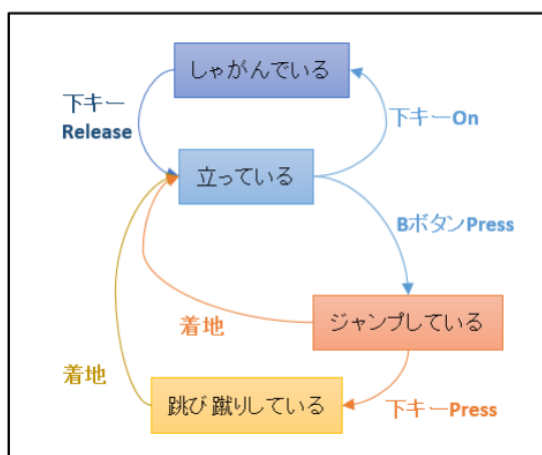 しゃがんでいる
下キー
Release
下キーOn
立っている
BボタンPress
ジャンプしている
着地
着地
跳び蹴りしている
下キーPress